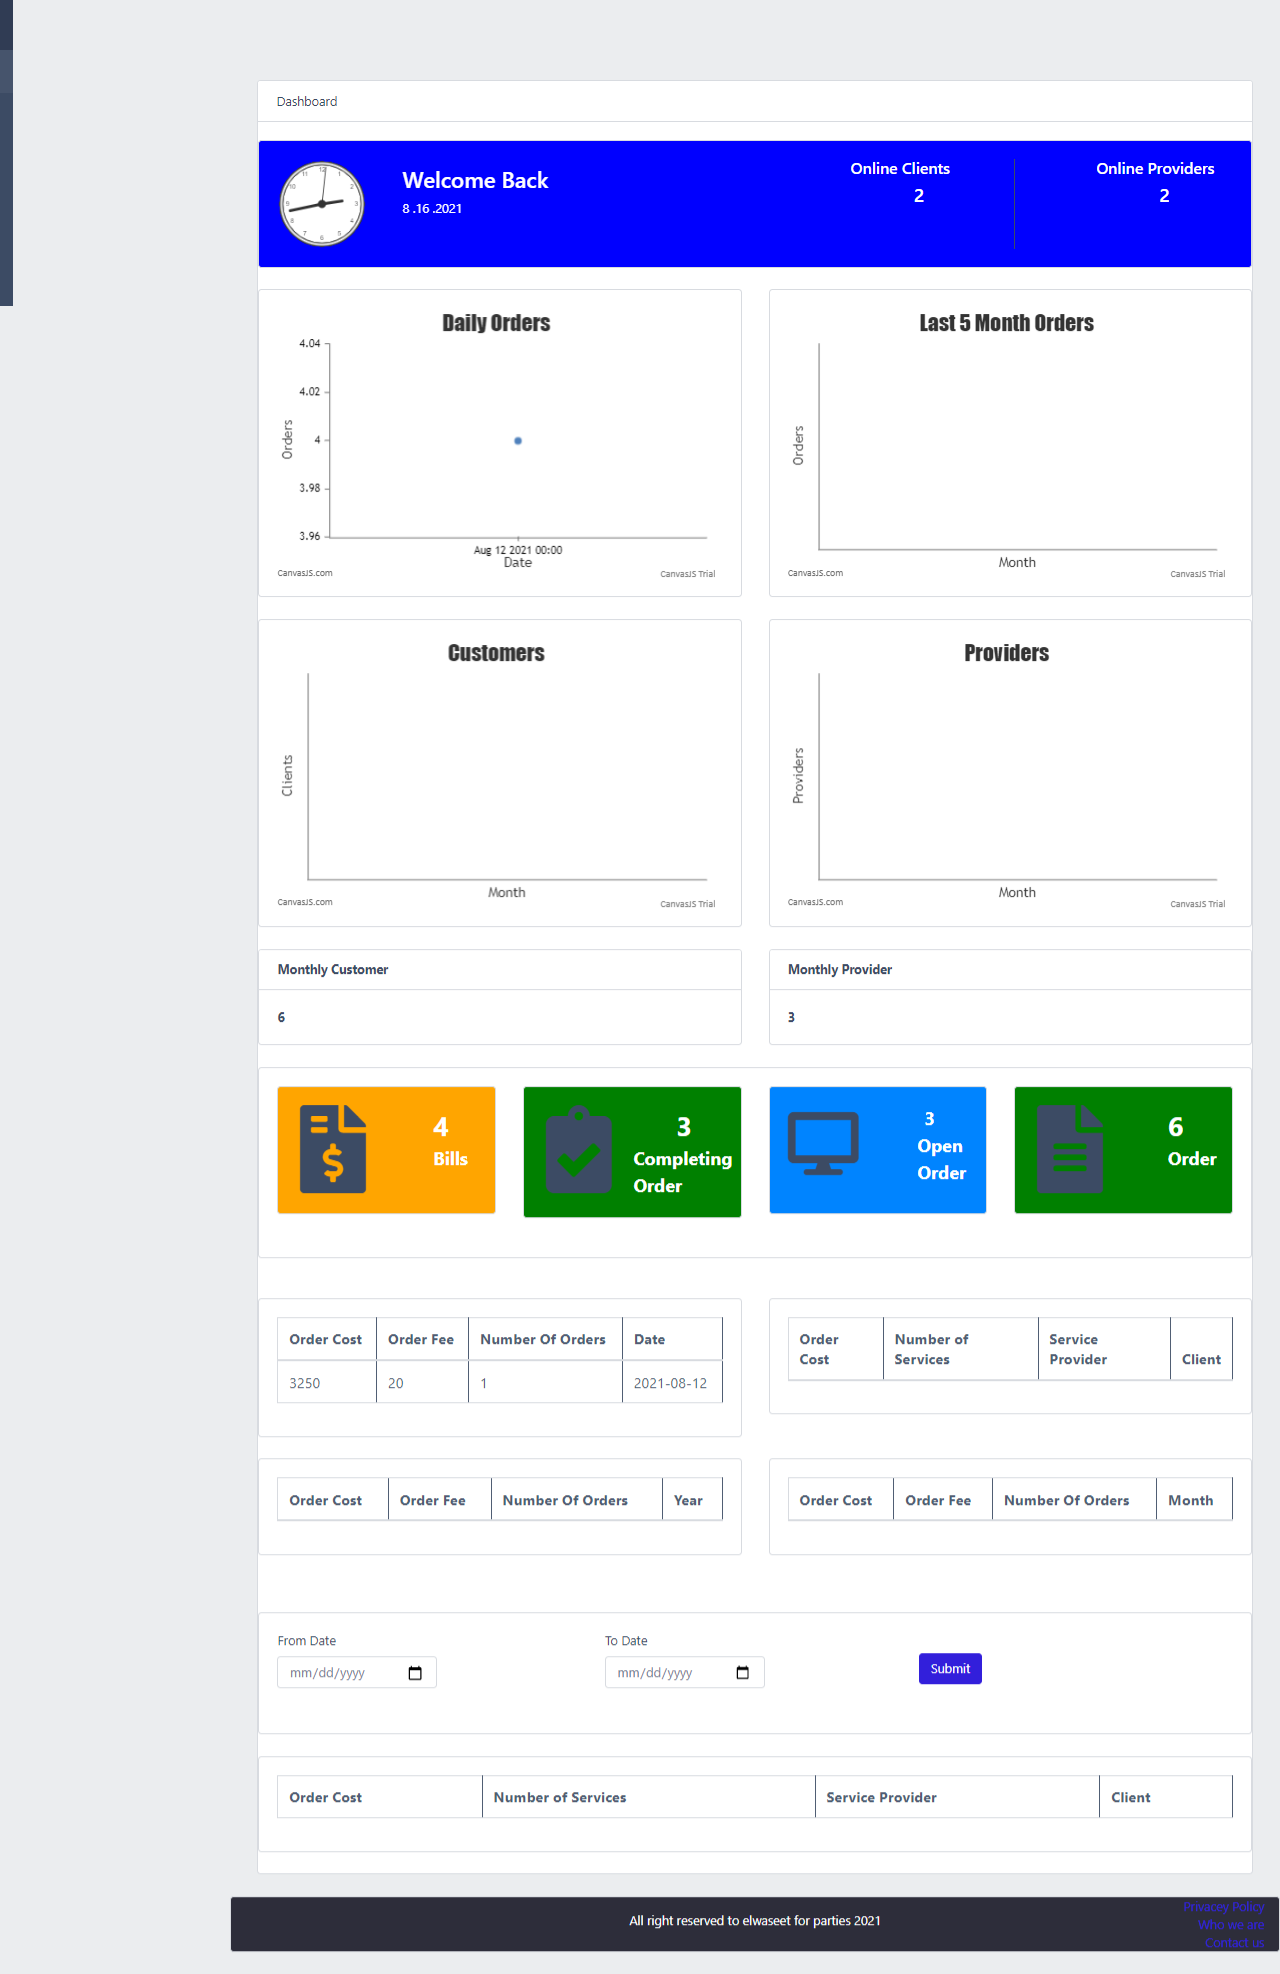 Dashboard
Welcome Back
8 .16 .2021
Online Clients
2
Online Providers
2
Daily Orders
4.04
4.02
4
3.98
3.96
Orders
Aug 12 2021 00:00
Date
CanvasJS.com
CanvasJS Trial
Last 5 Month Orders
Orders
Month
CanvasJS.com
CanvasJS Trial
Customers
Clients
Month
CanvasJS.com
CanvasJS Trial
Providers
Providers
Month
CanvasJS.com
CanvasJS Trial
Monthly Customer
6
Monthly Provider
3
4
Bills
3
Completing
Order
3
Open
Order
6
Order
Order Cost Order Fee Number Of Orders Date
3250 20 1 2021-08-12
Order Number of Service
Cost Services Provider Client
Order Cost Order Fee Number Of Orders Year
Order Cost Order Fee Number Of Orders Month
From Date
mm/dd/yyyy
To Date
mm/dd/yyyy
Submit
Order Cost Number of Services Service Provider Client
All right reserved to elwaseet for parties 2021
Privacey Policy
Who we are
Contact us